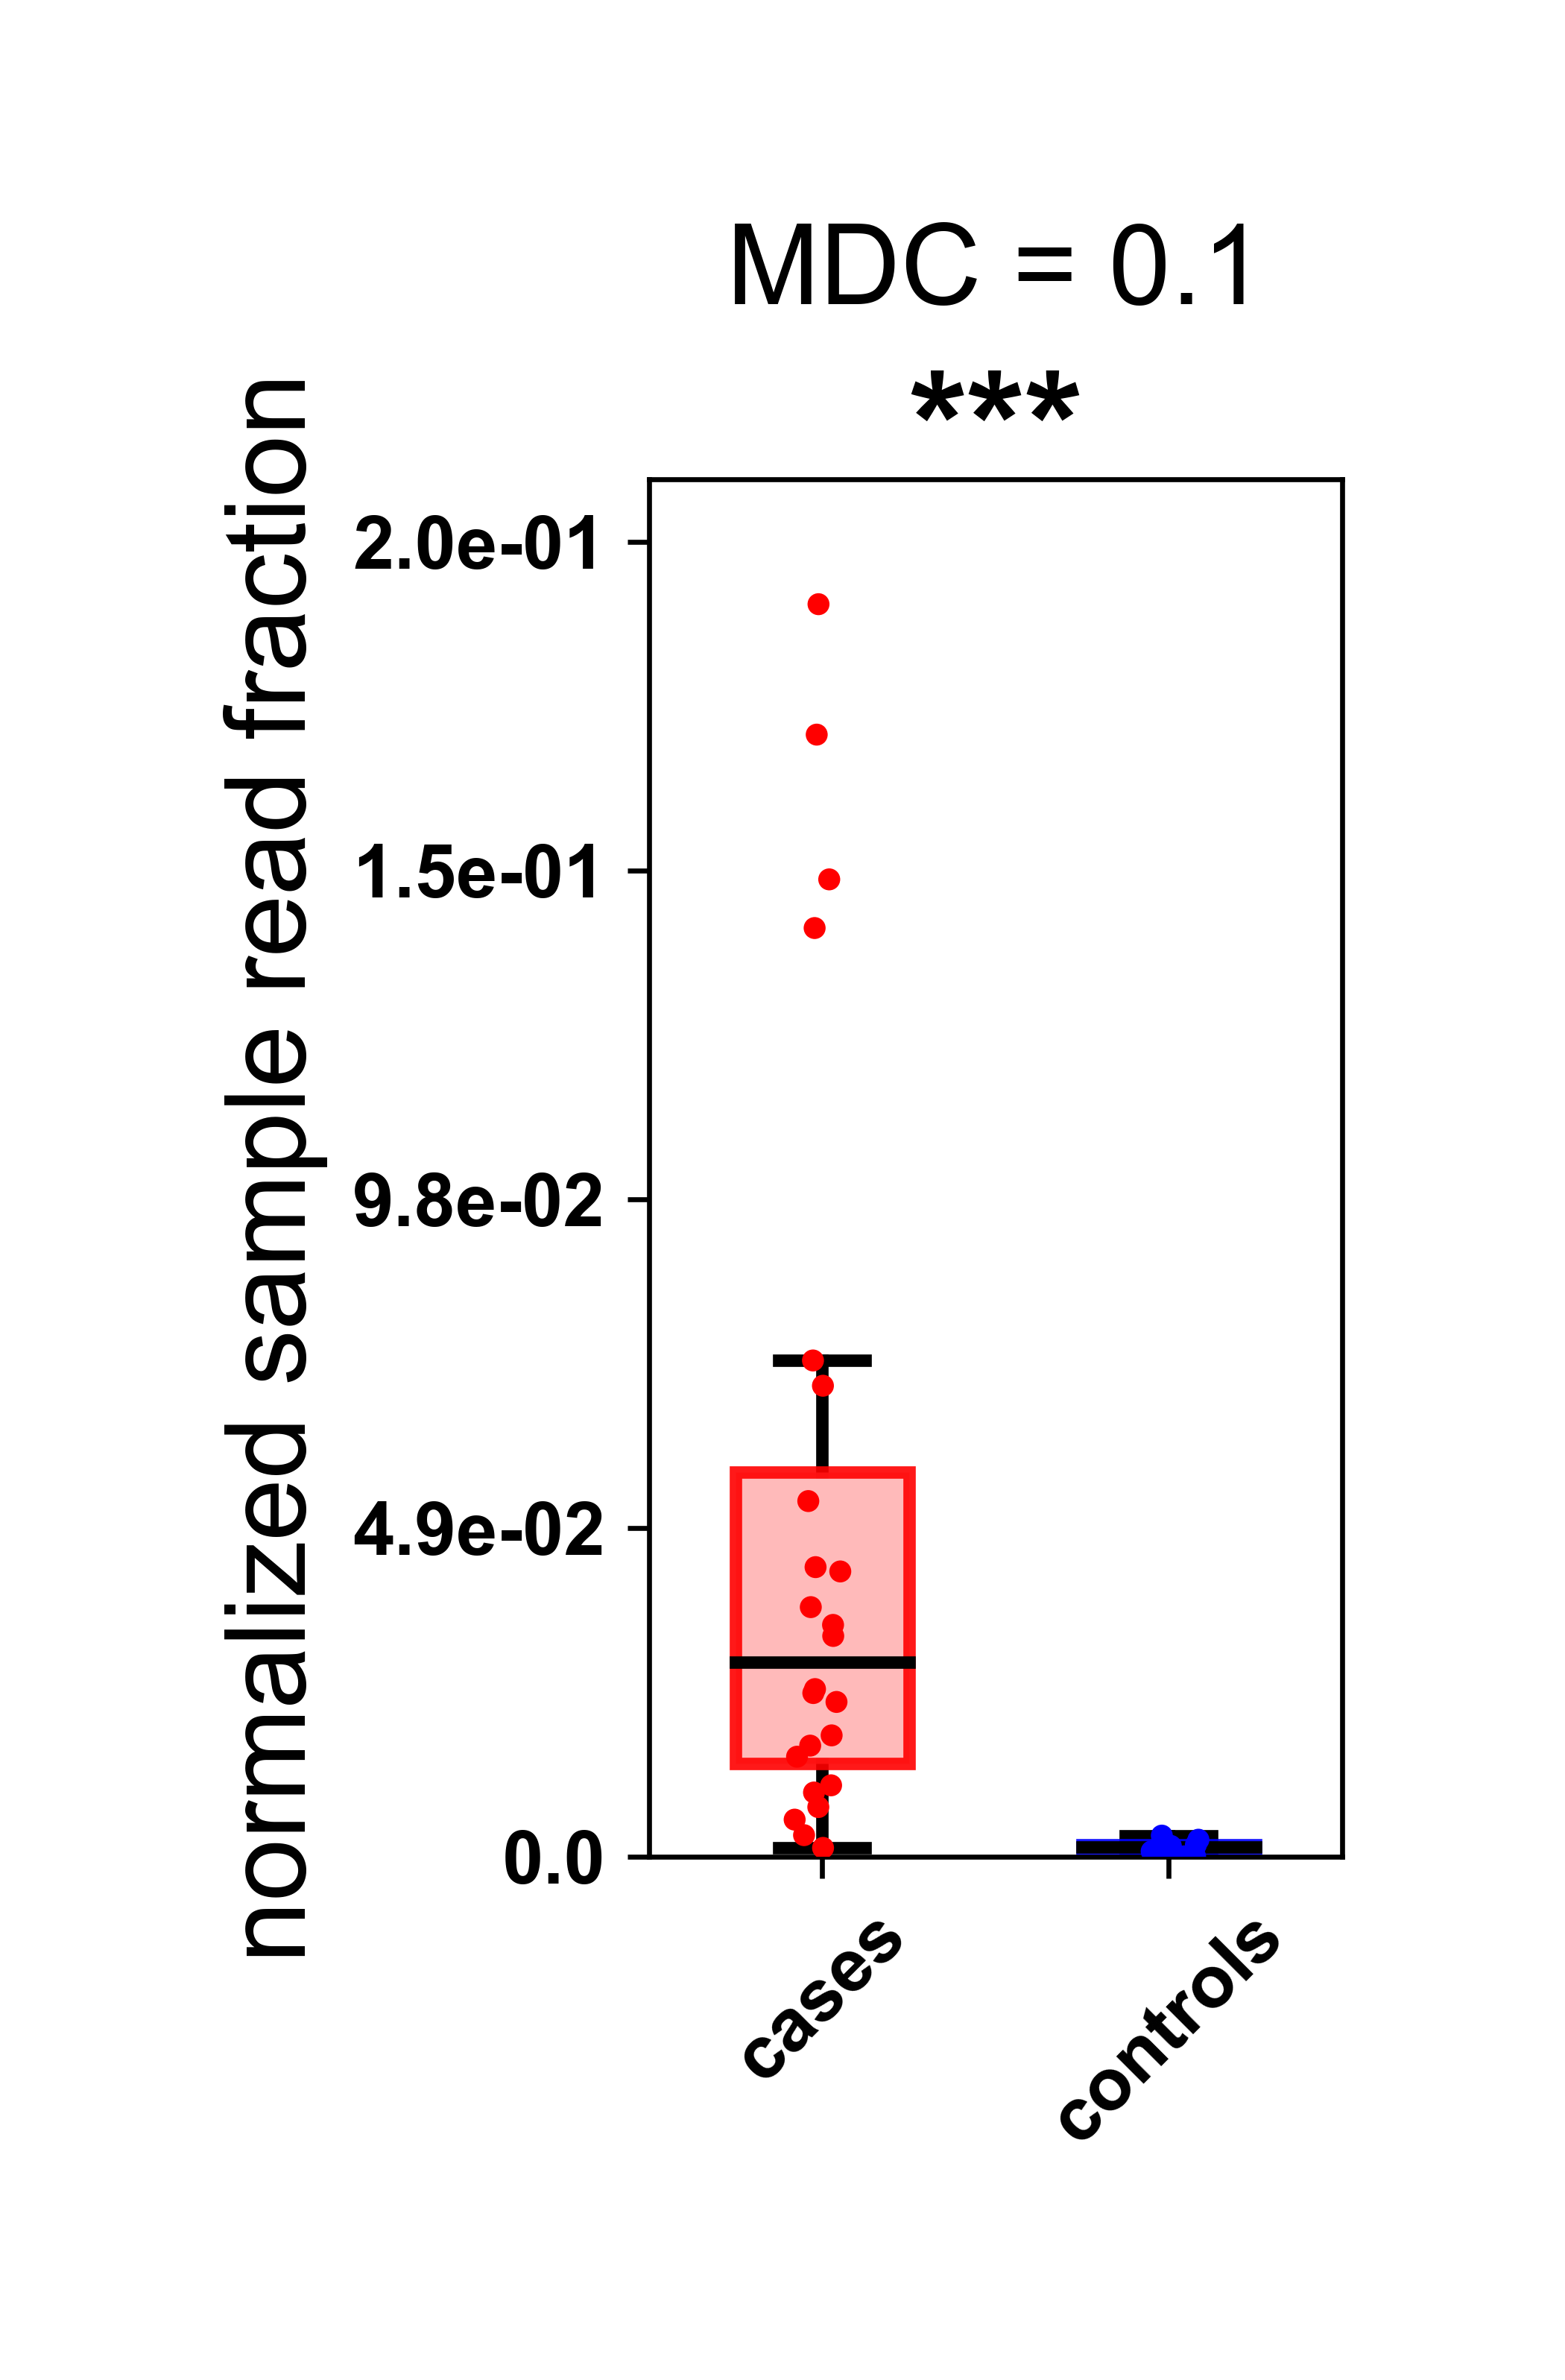 MDC = 0.1
***
normalized sample read fraction
2.0e-01
1.5e-01
9.8e-02
4.9e-02
0.0
cases
controls